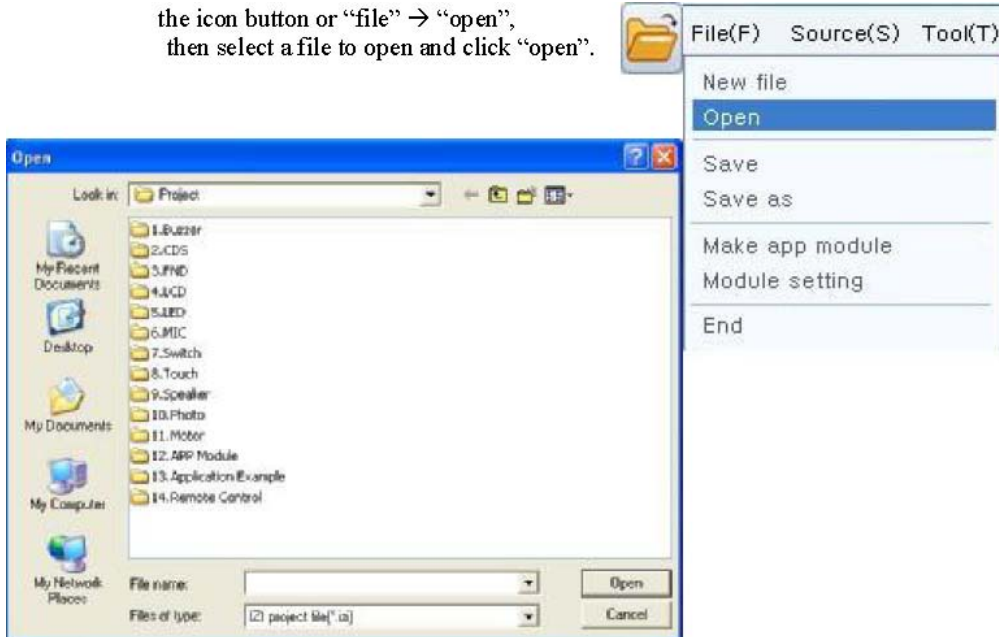 the icon button or “file” → “open”,
then select a file to open and click “open”.
File(F) Source(S) Tool(T)
New file
Open
Save
Save as
Make app module
Module setting
End
Open
Look in: Project
My Recent
Documents
Desktop
My Documents
My Computer
My Network
Places
1.Buzzer
2.CDS
3.FND
4.LCD
5.LED
6.MIC
7.Switch
8.Touch
9.Speaker
10.Photo
11.Motor
12.APP Module
13.Application Example
14.Remote Control
File name:
Open
Files of type: project file
Cancel